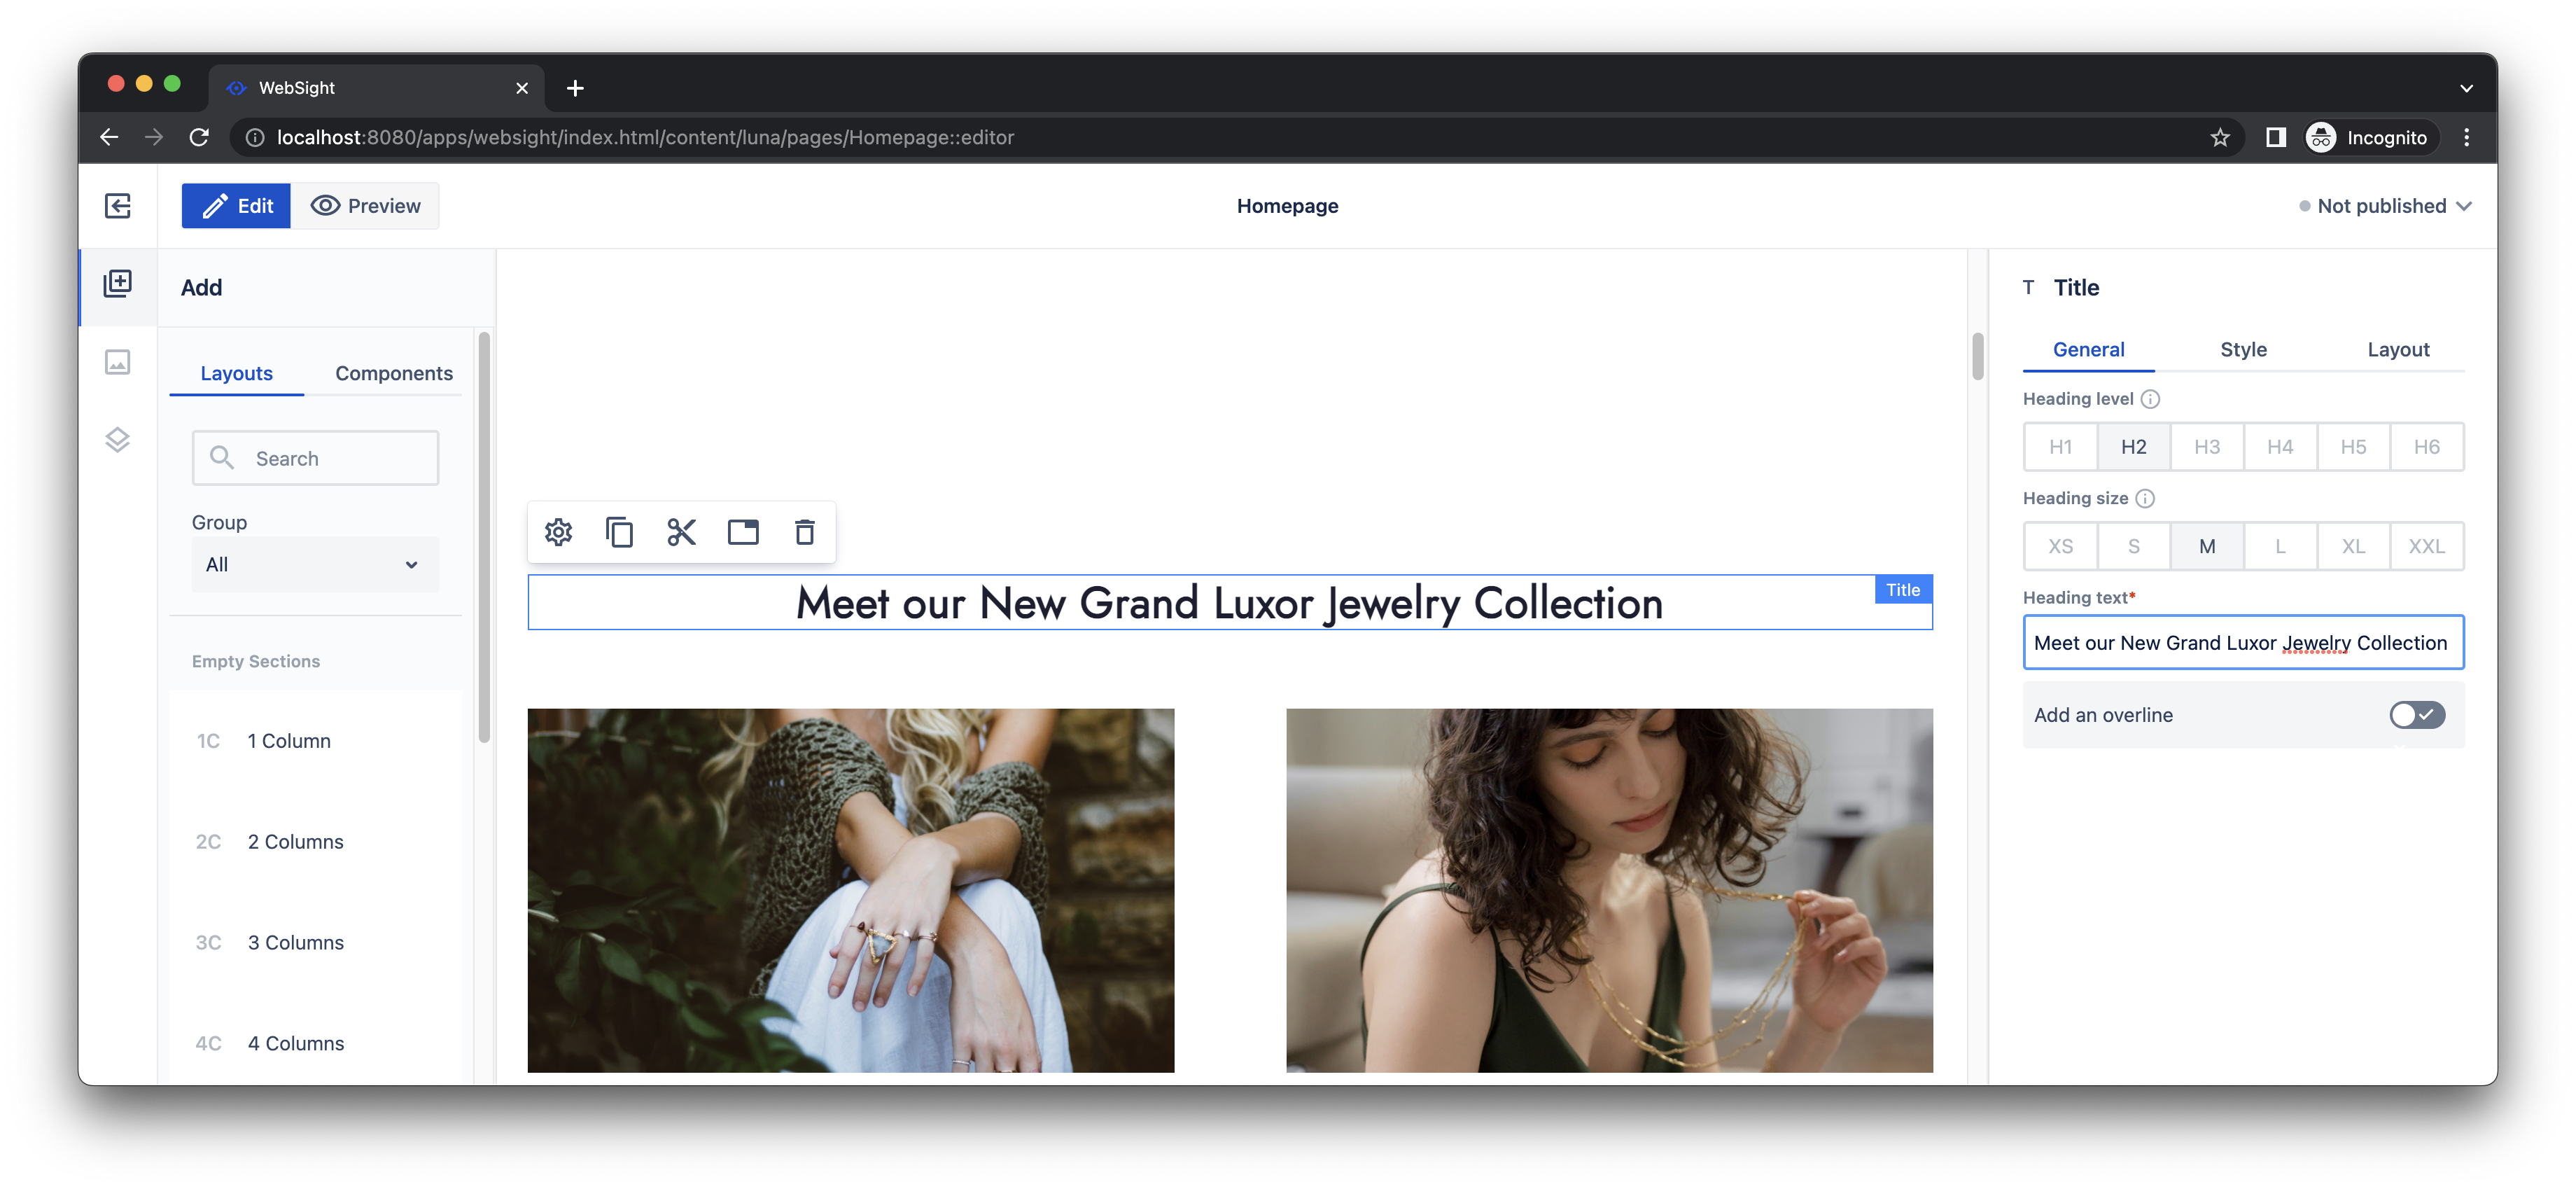 WebSight
localhost:8080/apps/websight/index.html/content/luna/pages/Homepage::editor
Incognito
Edit
Preview
Homepage
Not published
Add
Layouts
Components
Search
Group
All
Empty Sections
1C 1 Column
2C 2 Columns
3C 3 Columns
4C 4 Columns
Meet our New Grand Luxor Jewelry Collection
Title
T Title
General
Style
Layout
Heading level
H1 H2 H3 H4 H5 H6
Heading size
XS S M L XL XXL
Heading text*
Meet our New Grand Luxor Jewelry Collection
Add an overline